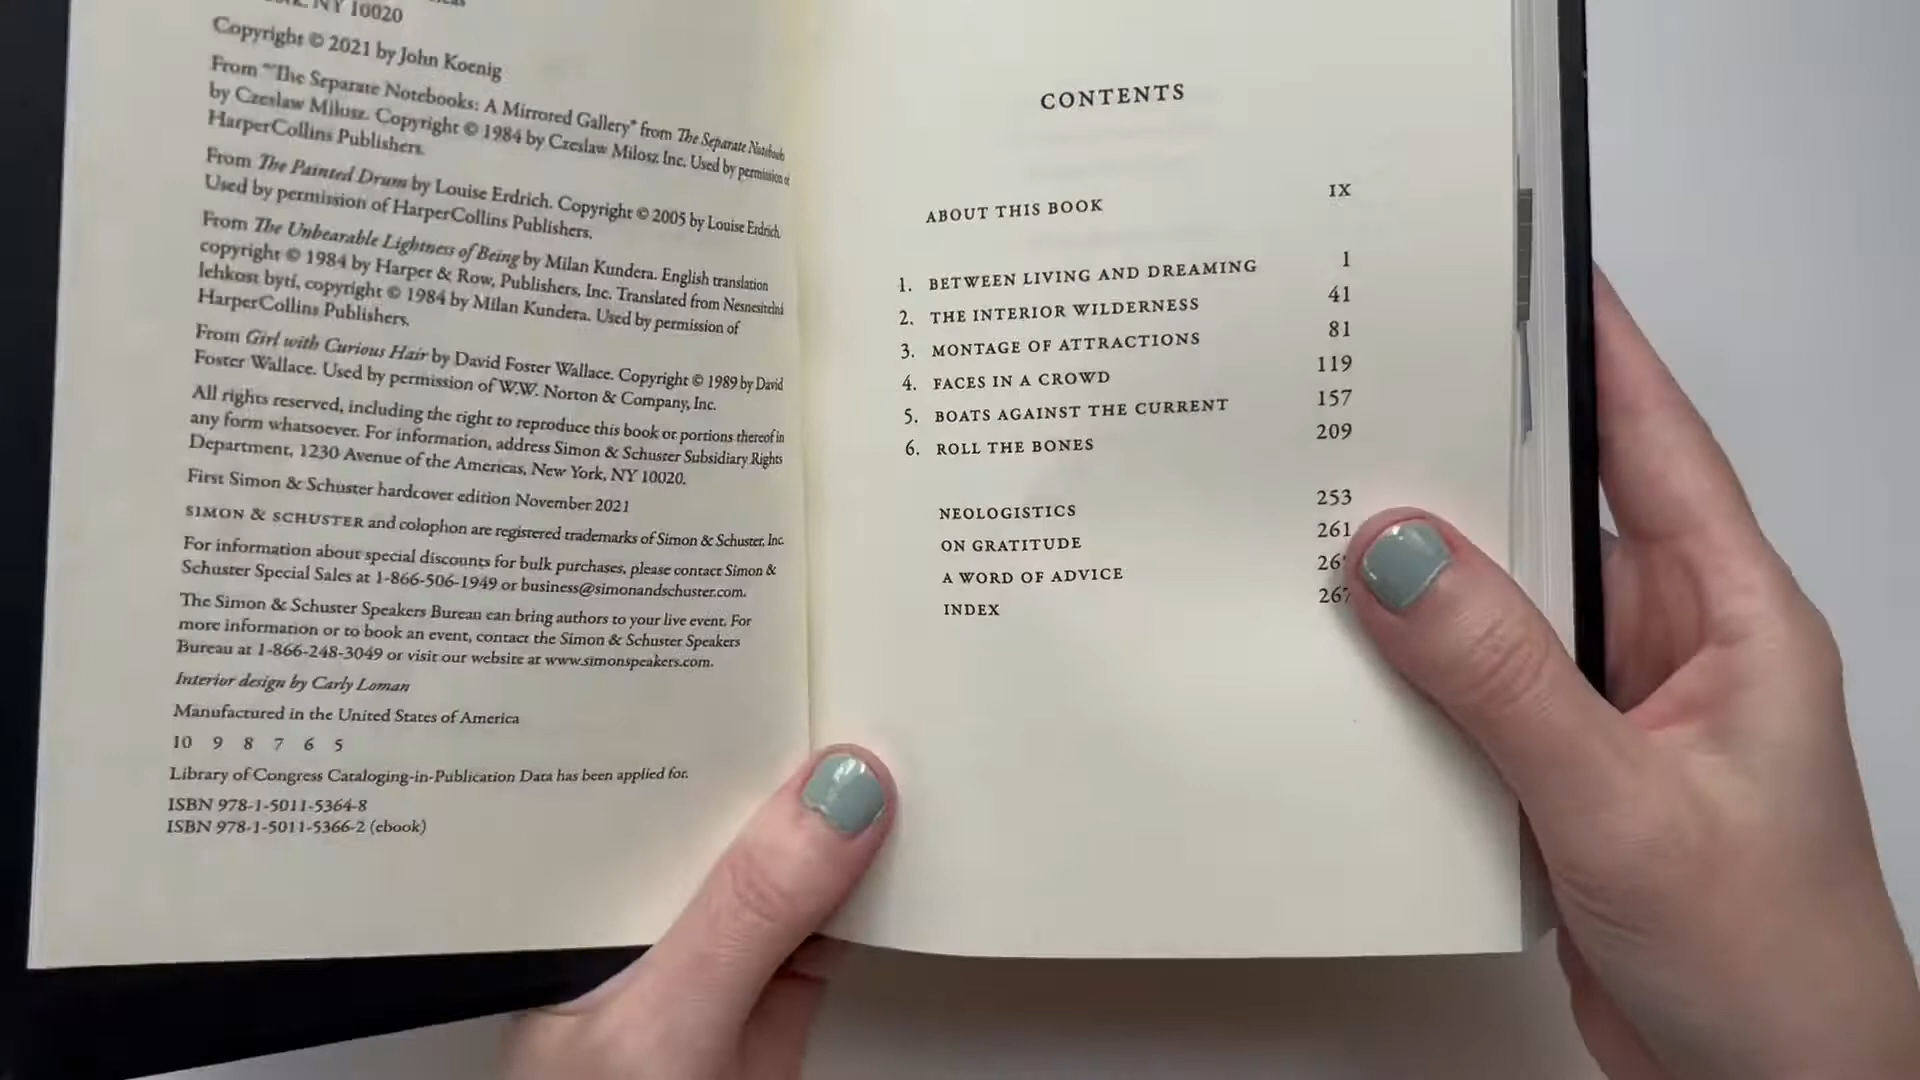 NY 10020
Copyright © 2021 by John Koenig
From "The Separate Notebooks: A Mirrored Gallery" from The Separate Notebooks
by Czeslaw Milosz. Copyright © 1984 by Czeslaw Milosz Inc. Used by permission of
HarperCollins Publishers.
From The Painted Drum by Louise Erdrich. Copyright © 2005 by Louise Erdrich.
Used by permission of HarperCollins Publishers.
From The Unbearable Lightness of Being by Milan Kundera. English translation
copyright © 1984 by Harper & Row, Publishers, Inc. Translated from Nesnesitelná
lehkost bytí, copyright © 1984 by Milan Kundera. Used by permission of
HarperCollins Publishers.
From Girl with Curious Hair by David Foster Wallace. Copyright © 1989 by David
Foster Wallace. Used by permission of W.W. Norton & Company, Inc.
All rights reserved, including the right to reproduce this book or portions thereof in
any form whatsoever. For information, address Simon & Schuster Subsidiary Rights
Department, 1230 Avenue of the Americas, New York, NY 10020.
First Simon & Schuster hardcover edition November 2021
SIMON & SCHUSTER and colophon are registered trademarks of Simon & Schuster, Inc.
For information about special discounts for bulk purchases, please contact Simon &
Schuster Special Sales at 1-866-506-1949 or business@simonandschuster.com.
The Simon & Schuster Speakers Bureau can bring authors to your live event. For
more information or to book an event, contact the Simon & Schuster Speakers
Bureau at 1-866-248-3049 or visit our website at www.simonspeakers.com.
Interior design by Carly Loman
Manufactured in the United States of America
10 9 8 7 6 5
Library of Congress Cataloging-in-Publication Data has been applied for.
ISBN 978-1-5011-5364-8
ISBN 978-1-5011-5366-2 (ebook)
CONTENTS
ABOUT THIS BOOK IX
1. BETWEEN LIVING AND DREAMING 1
2. THE INTERIOR WILDERNESS 41
3. MONTAGE OF ATTRACTIONS 81
4. FACES IN A CROWD 119
5. BOATS AGAINST THE CURRENT 157
6. ROLL THE BONES 209
NEOLOGISTICS 253
ON GRATITUDE 261
A WORD OF ADVICE
INDEX 267